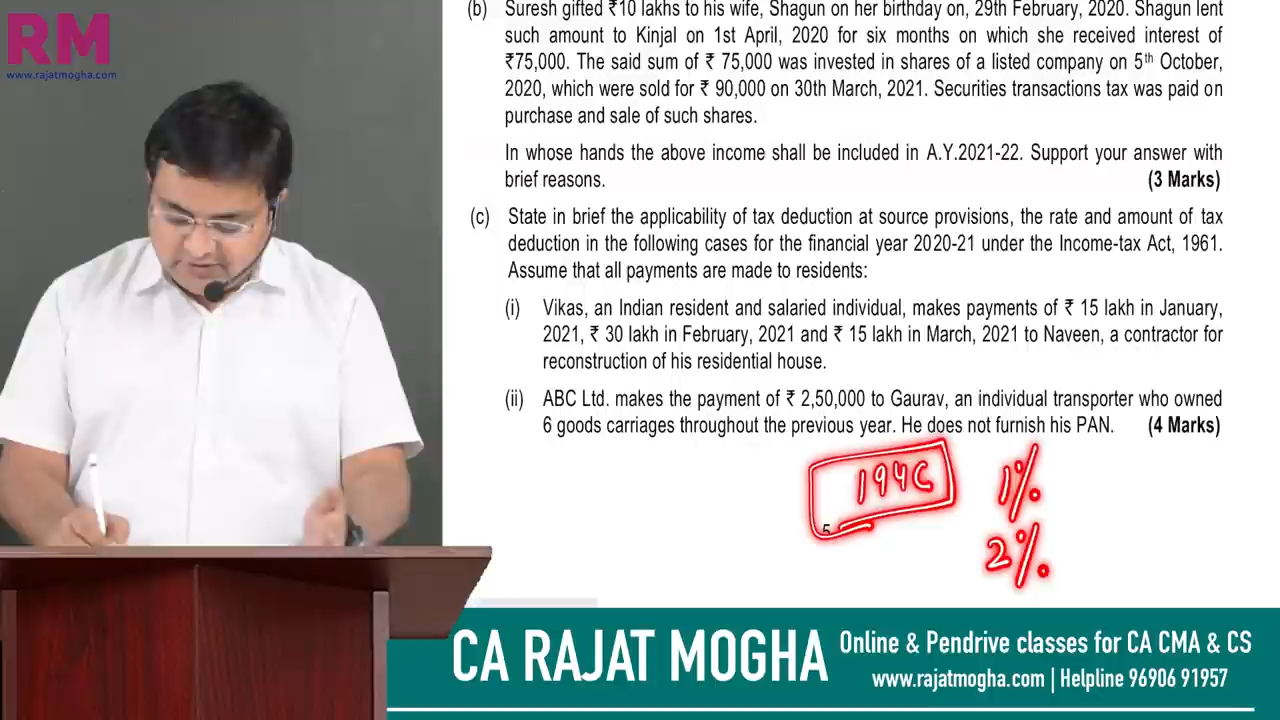 RM
www.rajatmogha.com
(b) Suresh gifted ₹10 lakhs to his wife, Shagun on her birthday on, 29th February, 2020. Shagun lent
such amount to Kinjal on 1st April, 2020 for six months on which she received interest of
₹75,000. The said sum of ₹ 75,000 was invested in shares of a listed company on 5th October,
2020, which were sold for ₹ 90,000 on 30th March, 2021. Securities transactions tax was paid on
purchase and sale of such shares.
In whose hands the above income shall be included in A.Y.2021-22. Support your answer with
brief reasons. (3 Marks)
(c) State in brief the applicability of tax deduction at source provisions, the rate and amount of tax
deduction in the following cases for the financial year 2020-21 under the Income-tax Act, 1961.
Assume that all payments are made to residents:
(i) Vikas, an Indian resident and salaried individual, makes payments of ₹ 15 lakh in January,
2021, ₹ 30 lakh in February, 2021 and ₹ 15 lakh in March, 2021 to Naveen, a contractor for
reconstruction of his residential house.
(ii) ABC Ltd. makes the payment of ₹ 2,50,000 to Gaurav, an individual transporter who owned
6 goods carriages throughout the previous year. He does not furnish his PAN. (4 Marks)
194C 1%
5
2%
CA RAJAT MOGHA
Online & Pendrive classes for CA CMA & CS
www.rajatmogha.com | Helpline 96906 91957